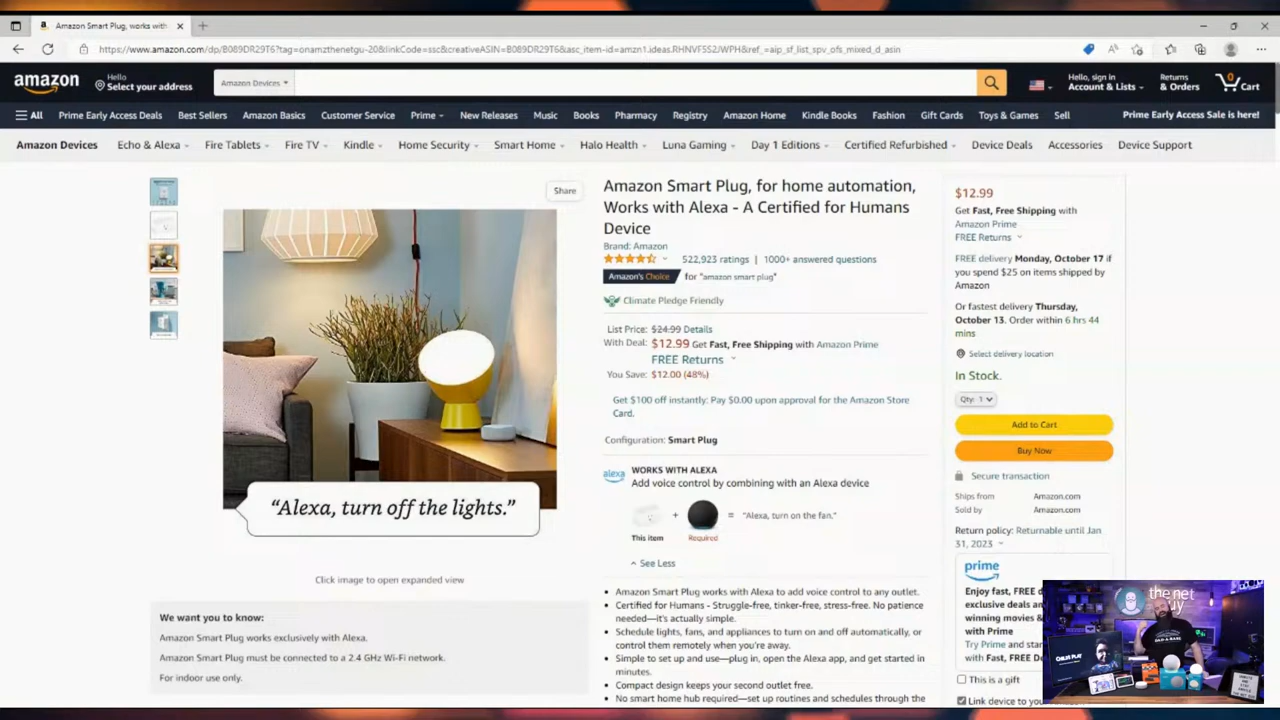 Amazon Smart Plug, works with
https://www.amazon.com/dp/B089DR29T6?tag=onamzthenetgu-20&linkCode=ssc&creativeASIN=B089DR29T6&asc_item-id=amzn1.ideas.RHNVF5S2JWPH&ref_=aip_sf_list_spv_ofs_mixed_d_asin
amazon
Hello
Select your address
Amazon Devices
Hello, sign in
Account & Lists
Returns
& Orders
0
Cart
All Prime Early Access Deals Best Sellers Amazon Basics Customer Service Prime New Releases Music Books Pharmacy Registry Amazon Home Kindle Books Fashion Gift Cards Toys & Games Sell Prime Early Access Sale is here!
Amazon Devices Echo & Alexa Fire Tablets Fire TV Kindle Home Security Smart Home Halo Health Luna Gaming Day 1 Editions Certified Refurbished Device Deals Accessories Device Support
Share
“Alexa, turn off the lights.”
Click image to open expanded view
We want you to know:
Amazon Smart Plug works exclusively with Alexa.
Amazon Smart Plug must be connected to a 2.4 GHz Wi-Fi network.
For indoor use only.
Amazon Smart Plug, for home automation,
Works with Alexa - A Certified for Humans
Device
Brand: Amazon
522,923 ratings | 1000+ answered questions
Amazon's Choice for "amazon smart plug"
Climate Pledge Friendly
List Price: $24.99 Details
With Deal: $12.99 Get Fast, Free Shipping with Amazon Prime
FREE Returns
You Save: $12.00 (48%)
Get $100 off instantly: Pay $0.00 upon approval for the Amazon Store
Card.
Configuration: Smart Plug
alexa
WORKS WITH ALEXA
Add voice control by combining with an Alexa device
+ = "Alexa, turn on the fan."
This item Required
See Less
Amazon Smart Plug works with Alexa to add voice control to any outlet.
Certified for Humans - Struggle-free, tinker-free, stress-free. No patience
needed—it's actually simple.
Schedule lights, fans, and appliances to turn on and off automatically, or
control them remotely when you're away.
Simple to set up and use—plug in, open the Alexa app, and get started in
minutes.
Compact design keeps your second outlet free.
No smart home hub required—set up routines and schedules through the
$12.99
Get Fast, Free Shipping with
Amazon Prime
FREE Returns
FREE delivery Monday, October 17 if
you spend $25 on items shipped by
Amazon
Or fastest delivery Thursday,
October 13. Order within 6 hrs 44
mins
Select delivery location
In Stock.
Qty: 1
Add to Cart
Buy Now
Secure transaction
Ships from Amazon.com
Sold by Amazon.com
Return policy: Returnable until Jan
31, 2023
prime
Enjoy fast, FREE d
exclusive deals an
winning movies &
with Prime
Try Prime and start
with Fast, FREE De
This is a gift
Link device to you
the net
guy